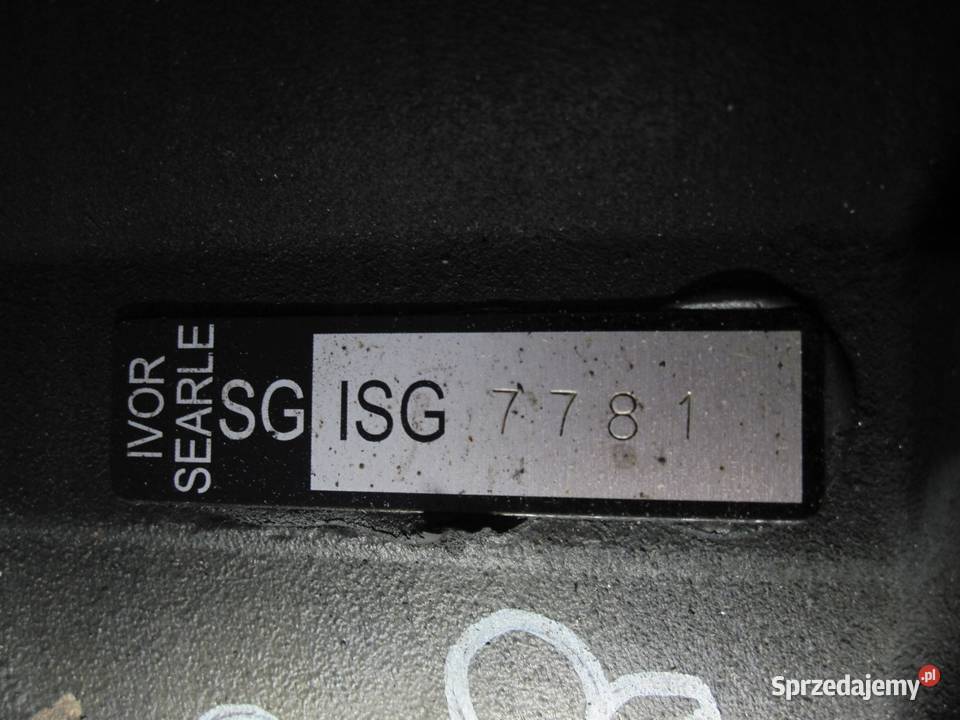 IVOR
SEARLE
SG
ISG 7781
Sprzedajemy.pl